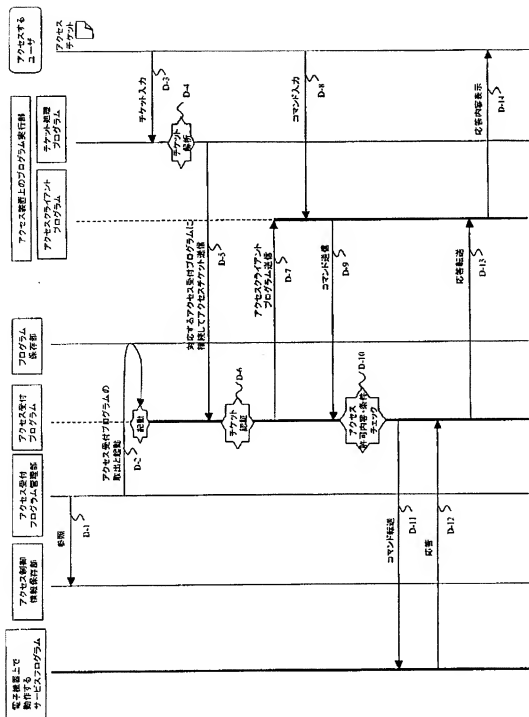 アクセスする
ユーザ
アクセス
チケット
アクセス装置上のプログラム実行部
チケット処理
プログラム
アクセスクライアント
プログラム
プログラム
保存部
アクセス受付
プログラム
アクセス受付
プログラム管理部
アクセス制御
情報保存部
電子機器上で
動作する
サービスプログラム
参照
D-1
アクセス受付プログラムの
取出と起動
D-2
起動
チケット入力
D-3
チケット
解析
D-4
対応するアクセス受付プログラムに
接続してアクセスチケット送信
D-5
チケット
認証
D-6
アクセスクライアント
プログラム送信
D-7
コマンド入力
D-8
コマンド送信
D-9
アクセス
許可内容・条件
チェック
D-10
コマンド転送
D-11
応答
D-12
応答転送
D-13
応答内容表示
D-14